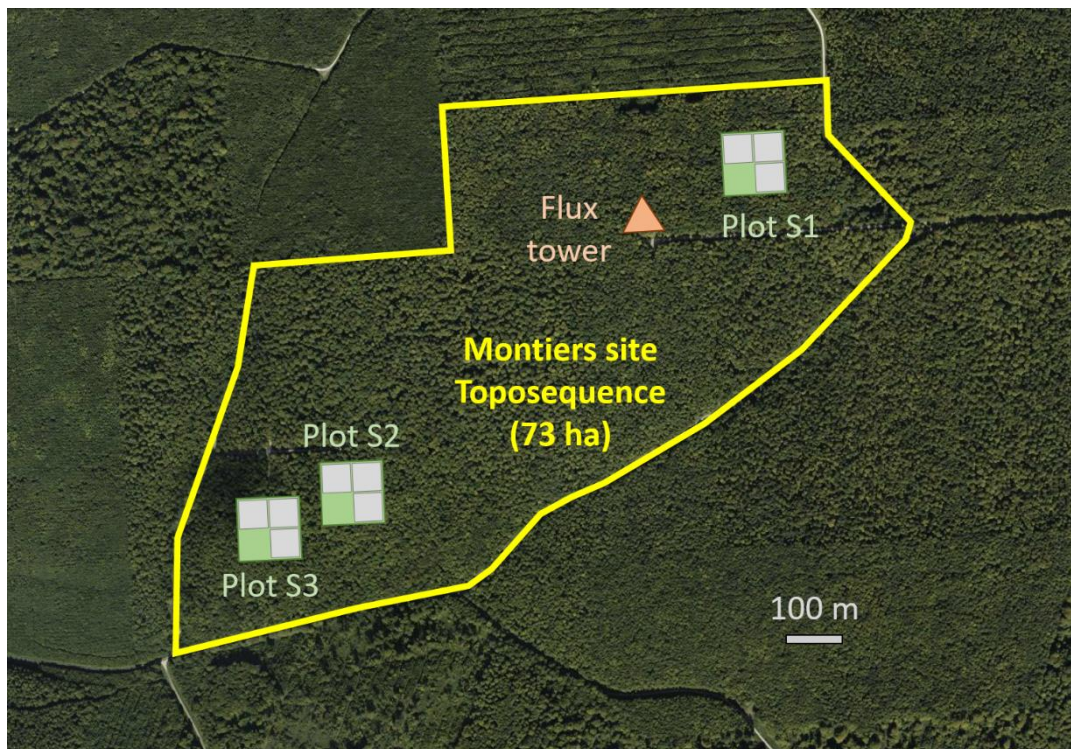 Flux
tower
Plot S1
Montiers site
Toposequence
(73 ha)
Plot S2
Plot S3
100 m